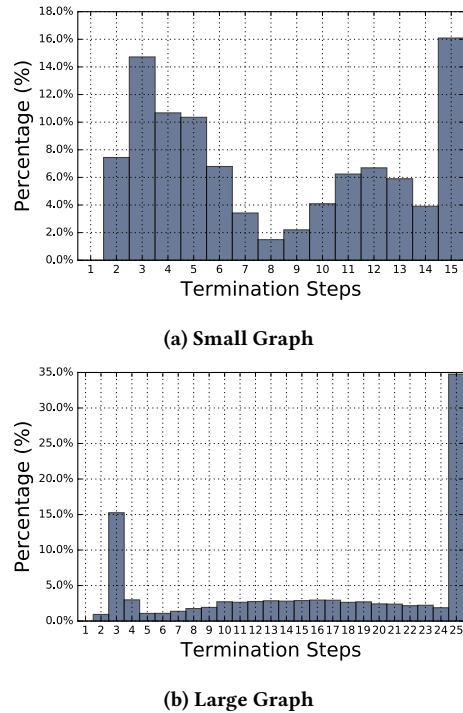 18.0%
16.0%
14.0%
12.0%
10.0%
8.0%
6.0%
4.0%
2.0%
0.0%
Percentage (%)
1 2 3 4 5 6 7 8 9 10 11 12 13 14 15
Termination Steps
(a) Small Graph
35.0%
30.0%
25.0%
20.0%
15.0%
10.0%
5.0%
0.0%
Percentage (%)
1 2 3 4 5 6 7 8 9 10 11 12 13 14 15 16 17 18 19 20 21 22 23 24 25
Termination Steps
(b) Large Graph